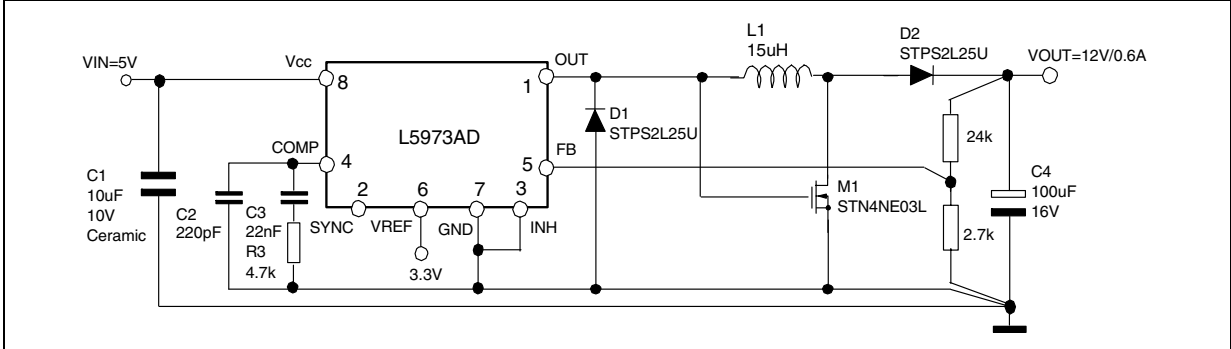 L1
15uH
D2
STPS2L25U
VIN=5V
Vcc
OUT
VOUT=12V/0.6A
8
1
D1
STPS2L25U
L5973AD
24k
COMP
4
FB
5
C1
10uF
10V
Ceramic
C2
220pF
C3
22nF
R3
4.7k
2
6
7
3
SYNC
VREF
GND
INH
3.3V
M1
STN4NE03L
C4
100uF
16V
2.7k